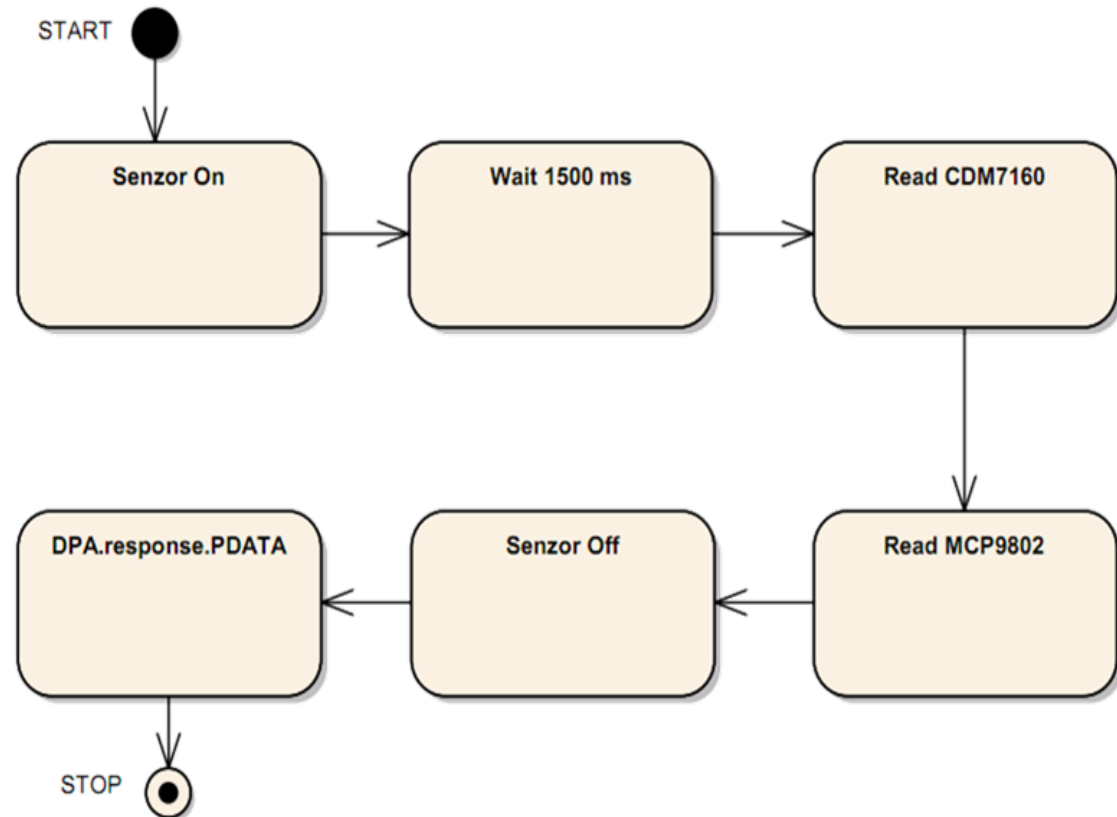 START
Senzor On
Wait 1500 ms
Read CDM7160
Read MCP9802
Senzor Off
DPA.response.PDATA
STOP